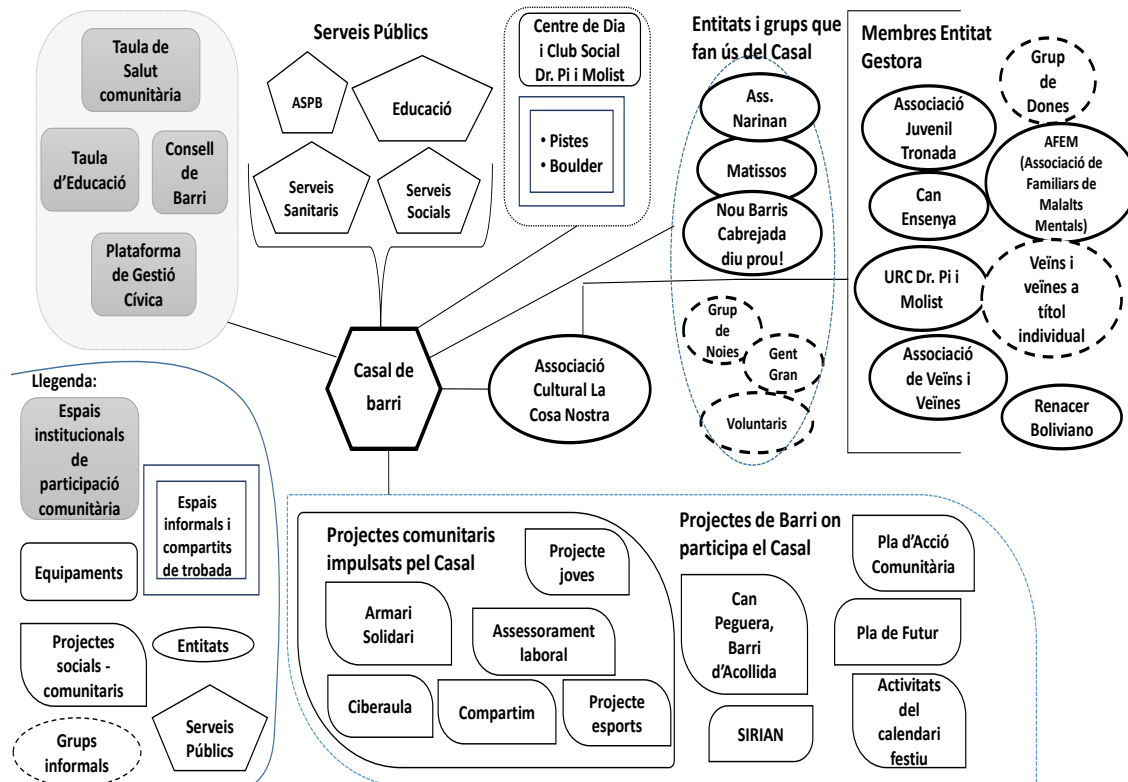 Taula de
Salut
comunitària
Taula
d'Educació
Consell
de
Barri
Plataforma
de Gestió
Cívica
Serveis Públics
ASPB
Educació
Serveis
Sanitaris
Serveis
Socials
Centre de Dia
i Club Social
Dr. Pi i Molist
• Pistes
• Boulder
Entitats i grups que
fan ús del Casal
Ass.
Narinan
Matissos
Nou Barris
Cabrejada
diu prou!
Grup
de
Noies
Gent
Gran
Voluntaris
Membres Entitat
Gestora
Grup
de
Dones
Associació
Juvenil
Tronada
AFEM
(Associació de
Familiars de
Malalts
Mentals)
Can
Ensenya
URC Dr. Pi i
Molist
Veïns i
veïnes a
títol
individual
Associació
de Veïns i
Veïnes
Renacer
Boliviano
Casal de
barri
Associació
Cultural La
Cosa Nostra
Llegenda:
Espais
institucionals
de
participació
comunitària
Espais
informals i
compartits
de trobada
Equipaments
Projectes
socials -
comunitaris
Entitats
Grups
informals
Serveis
Públics
Projectes comunitaris
impulsats pel Casal
Projecte
joves
Armari
Solidari
Assessorament
laboral
Ciberaula
Compartim
Projecte
esports
Projectes de Barri on
participa el Casal
Can
Peguera,
Barri
d'Acollida
SIRIAN
Pla d'Acció
Comunitària
Pla de Futur
Activitats
del
calendari
festiu